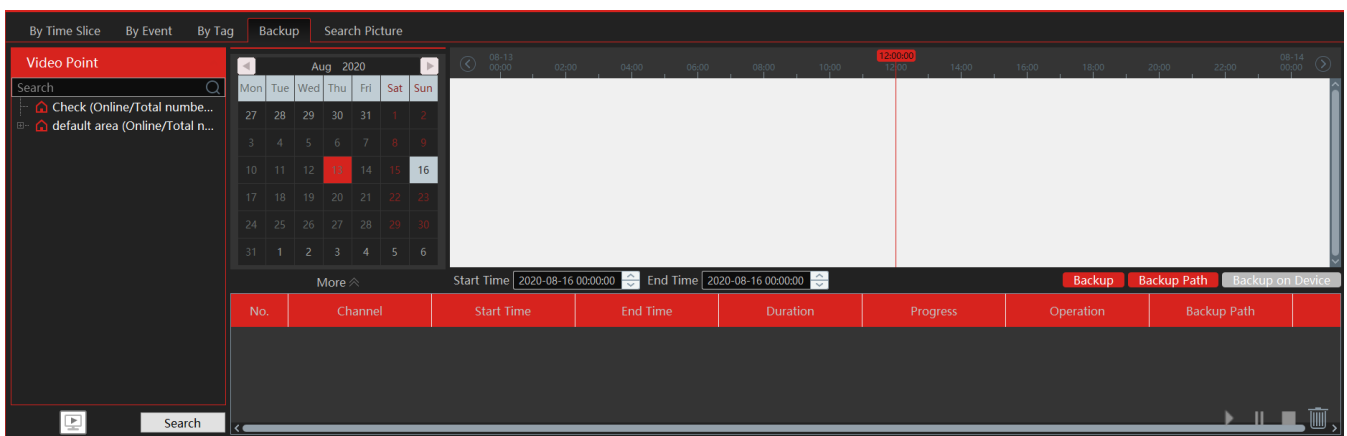 By Time Slice By Event By Tag Backup Search Picture
Video Point
Search
Check (Online/Total numbe...
default area (Online/Total n...
Search
Aug 2020
Mon Tue Wed Thu Fri Sat Sun
27 28 29 30 31 1 2
3 4 5 6 7 8 9
10 11 12 13 14 15 16
17 18 19 20 21 22 23
24 25 26 27 28 29 30
31 1 2 3 4 5 6
More
08-13 12:00:00 08-14
00:00 02:00 04:00 06:00 08:00 10:00 12:00 14:00 16:00 18:00 20:00 22:00 00:00
Start Time 2020-08-16 00:00:00 End Time 2020-08-16 00:00:00 Backup Backup Path Backup on Device
No. Channel Start Time End Time Duration Progress Operation Backup Path